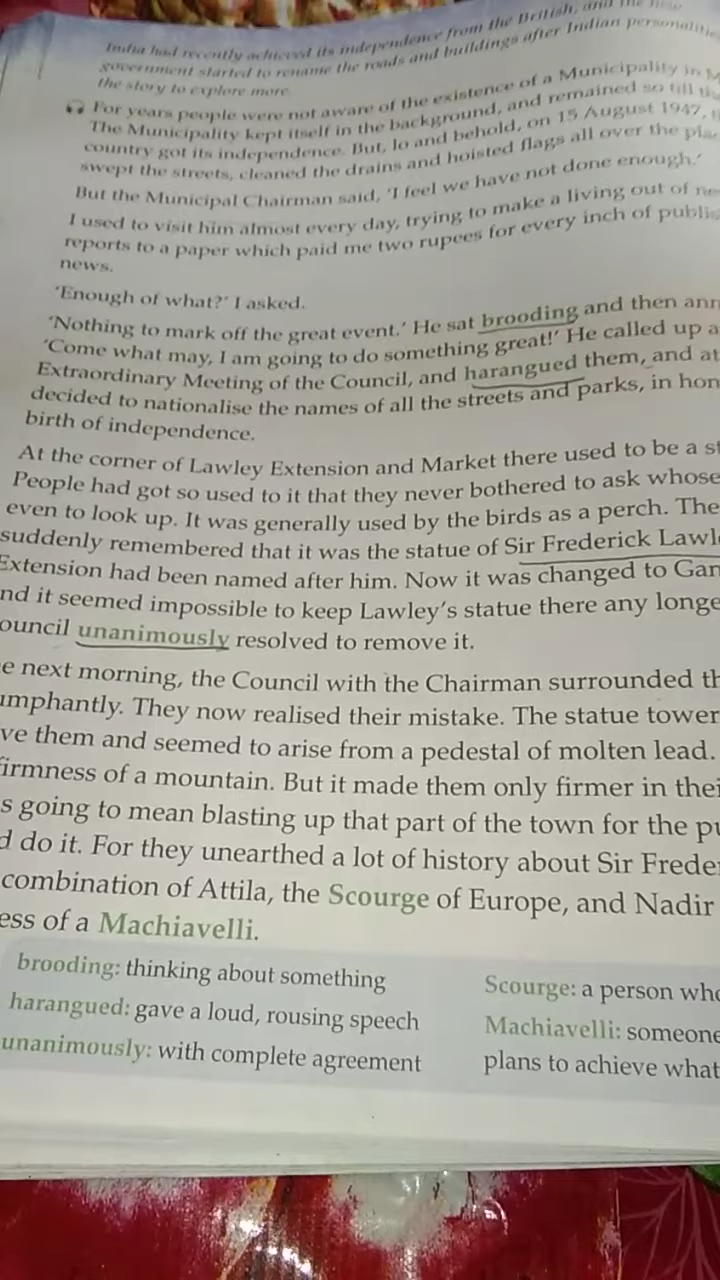 India had recently achieved its independence from the British, and the new
government started to rename the roads and buildings after Indian personalitie
the story to explore more.
For years people were not aware of the existence of a Municipality in M
The Municipality kept itself in the background, and remained so till th
country got its independence. But, lo and behold, on 15 August 1947,
swept the streets, cleaned the drains and hoisted flags all over the pla
But the Municipal Chairman said, 'I feel we have not done enough.'
I used to visit him almost every day, trying to make a living out of ne
reports to a paper which paid me two rupees for every inch of publis
news.
'Enough of what?' I asked.
'Nothing to mark off the great event.' He sat brooding and then ann
'Come what may, I am going to do something great!' He called up a
Extraordinary Meeting of the Council, and harangued them, and at
decided to nationalise the names of all the streets and parks, in hon
birth of independence.
At the corner of Lawley Extension and Market there used to be a st
People had got so used to it that they never bothered to ask whose
even to look up. It was generally used by the birds as a perch. The
suddenly remembered that it was the statue of Sir Frederick Lawl
Extension had been named after him. Now it was changed to Gan
nd it seemed impossible to keep Lawley's statue there any longe
ouncil unanimously resolved to remove it.
e next morning, the Council with the Chairman surrounded th
umphantly. They now realised their mistake. The statue tower
ve them and seemed to arise from a pedestal of molten lead.
firmness of a mountain. But it made them only firmer in thei
s going to mean blasting up that part of the town for the pu
d do it. For they unearthed a lot of history about Sir Freder
combination of Attila, the Scourge of Europe, and Nadir
ess of a Machiavelli.
brooding: thinking about something
harangued: gave a loud, rousing speech
unanimously: with complete agreement
Scourge: a person who
Machiavelli: someone
plans to achieve what